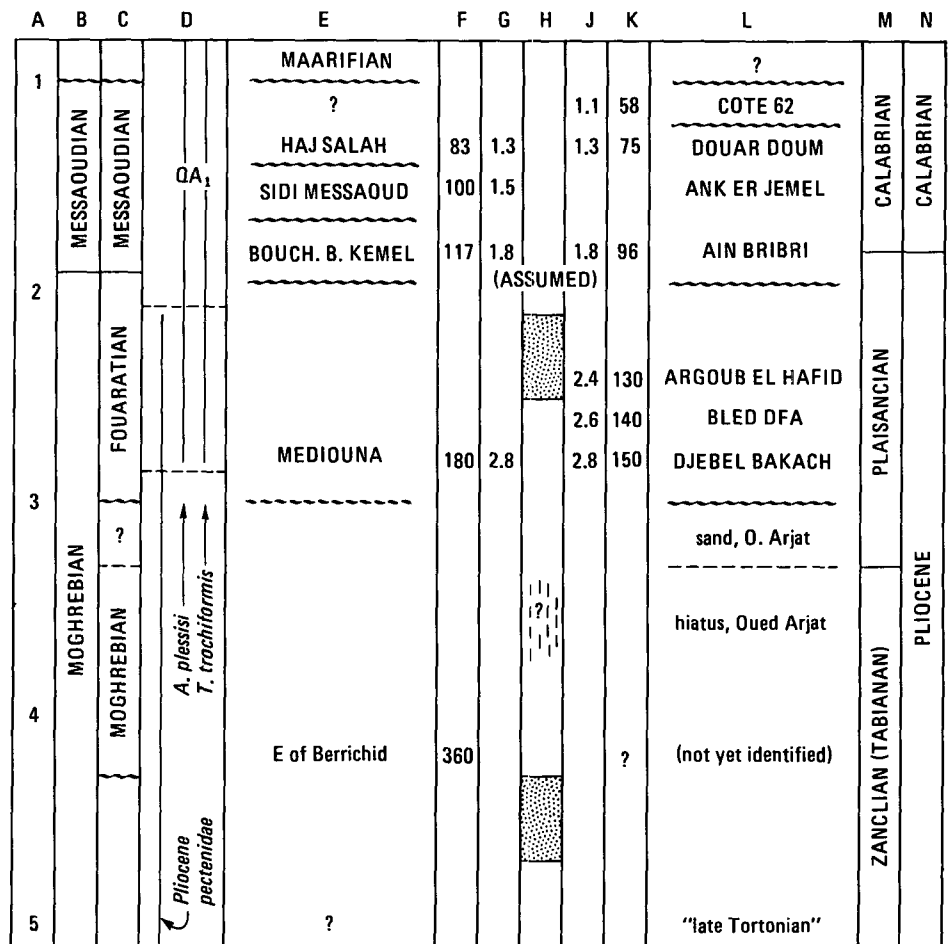 A B C D E F G H J K L M N
MAARIFIAN ?
1
? 1.1 58 COTE 62
HAJ SALAH 83 1.3 1.3 75 DOUAR DOUM
QA1
SIDI MESSAOUD 100 1.5 ANK ER JEMEL
MESSAOUDIAN MESSAOUDIAN CALABRIAN CALABRIAN
BOUCH. B. KEMEL 117 1.8 1.8 96 AIN BRIBRI
(ASSUMED)
2
2.4 130 ARGOUB EL HAFID
FOUARATIAN
2.6 140 BLED DFA
PLAISANCIAN
MEDIOUNA 180 2.8 2.8 150 DJEBEL BAKACH
3
? sand, O. Arjat
MOGHREBIAN
PLIOCENE
? hiatus, Oued Arjat
A. plessisi
T. trochiformis
MOGHREBIAN
4
E of Berrichid 360 ? (not yet identified)
ZANCLIAN (TABIANAN)
Pliocene
pectenidae
5 ? "late Tortonian"